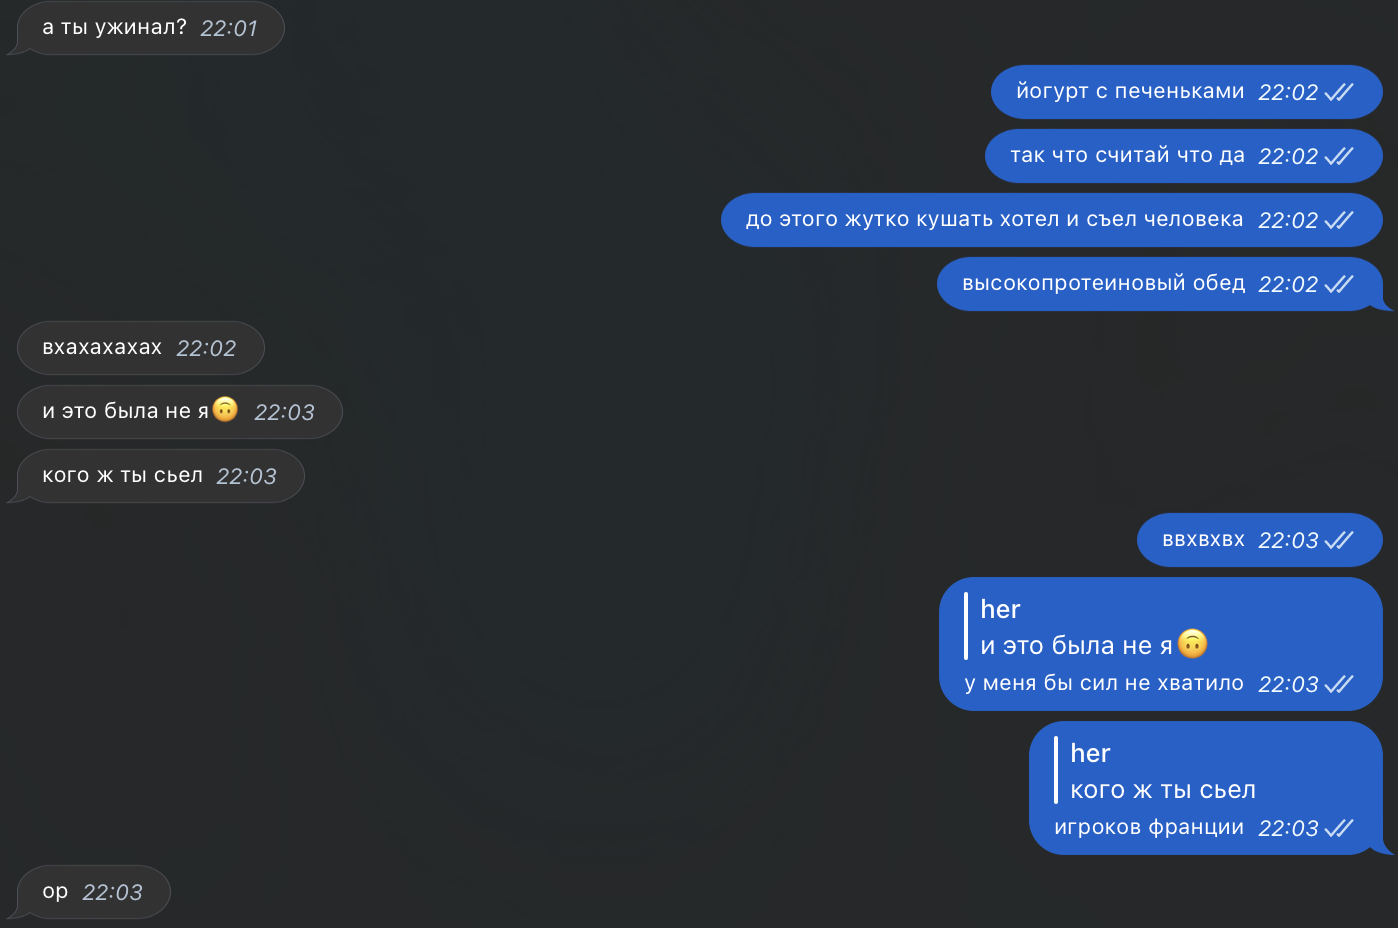 а ты ужинал? 22:01
йогурт с печеньками 22:02
так что считай что да 22:02
до этого жутко кушать хотел и съел человека 22:02
высокопротеиновый обед 22:02
вхахахахах 22:02
и это была не я🙃 22:03
кого ж ты сьел 22:03
ввхвхвх 22:03
her
и это была не я🙃
у меня бы сил не хватило 22:03
her
кого ж ты сьел
игроков франции 22:03
ор 22:03